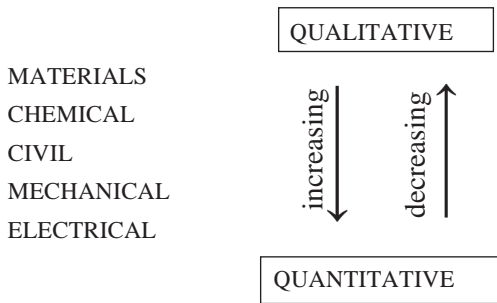 QUALITATIVE
MATERIALS
CHEMICAL
CIVIL
MECHANICAL
ELECTRICAL
increasing
decreasing
QUANTITATIVE